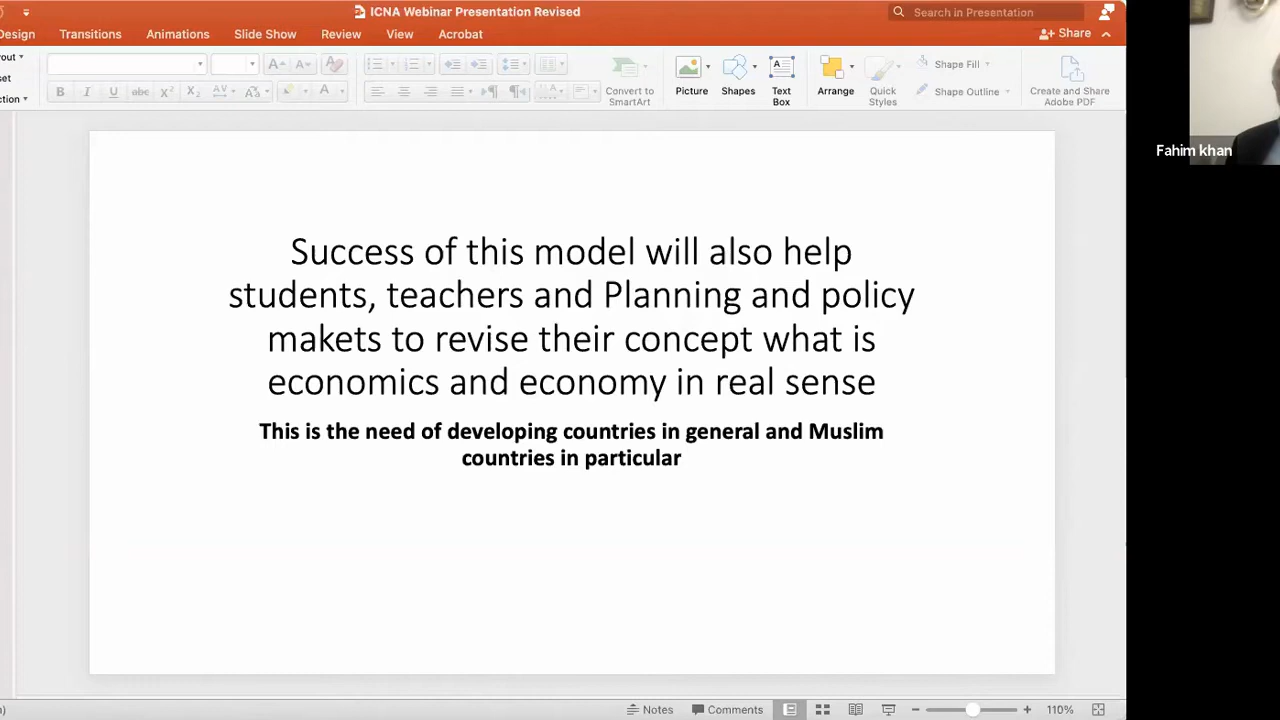 ICNA Webinar Presentation Revised
Search in Presentation
Design Transitions Animations Slide Show Review View Acrobat Share
Convert to SmartArt
Picture Shapes Text Box Arrange Quick Styles Shape Fill Shape Outline Create and Share Adobe PDF
Fahim khan
Success of this model will also help
students, teachers and Planning and policy
makets to revise their concept what is
economics and economy in real sense
This is the need of developing countries in general and Muslim
countries in particular
Notes Comments 110%